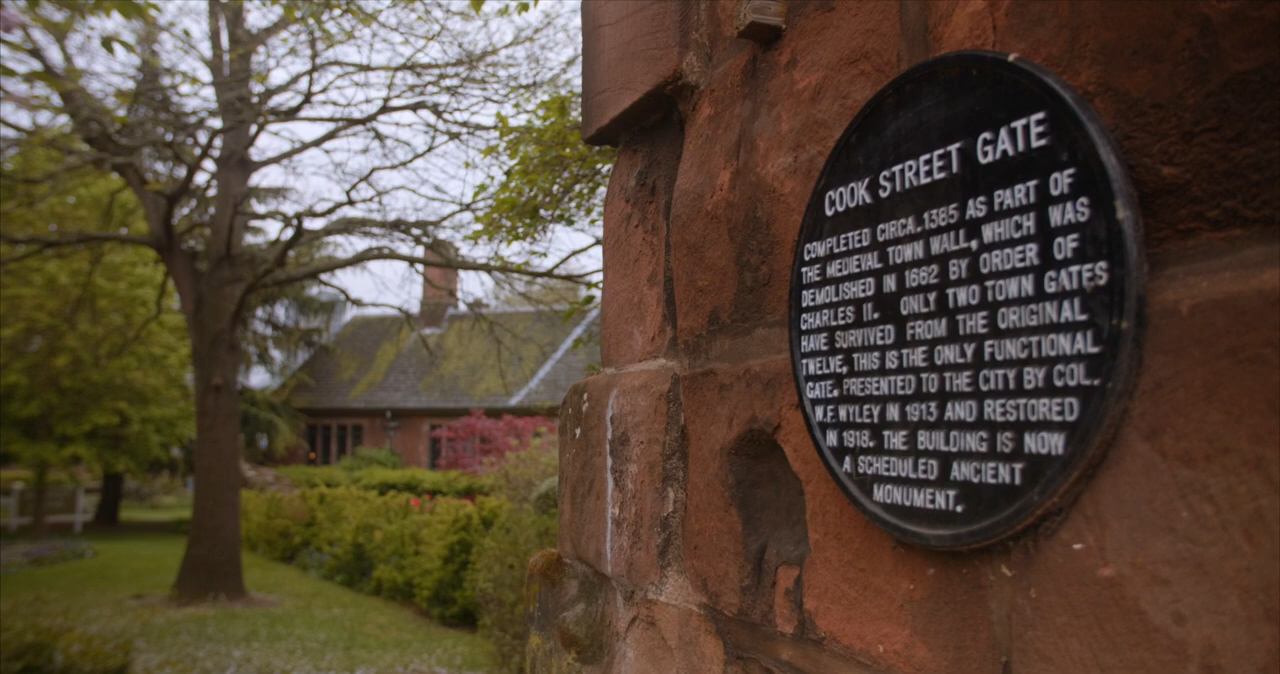 COOK STREET GATE
COMPLETED CIRCA.1385 AS PART OF
THE MEDIEVAL TOWN WALL, WHICH WAS
DEMOLISHED IN 1662 BY ORDER OF
CHARLES II. ONLY TWO TOWN GATES
HAVE SURVIVED FROM THE ORIGINAL
TWELVE, THIS IS THE ONLY FUNCTIONAL
GATE. PRESENTED TO THE CITY BY COL.
W.F. WYLEY IN 1913 AND RESTORED
IN 1918. THE BUILDING IS NOW
A SCHEDULED ANCIENT
MONUMENT.